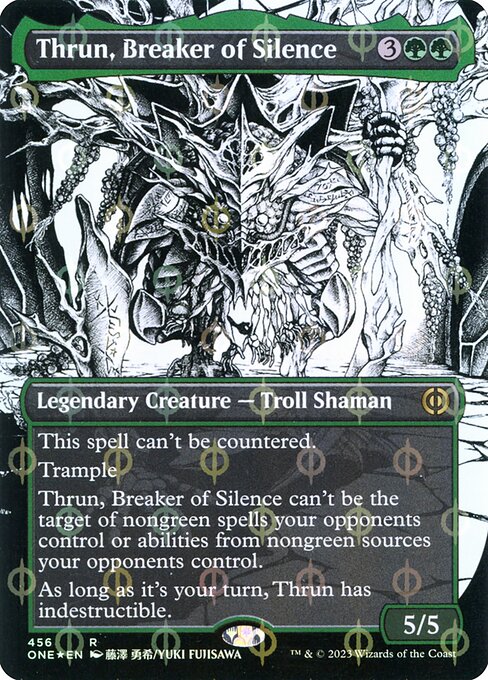 Thrun, Breaker of Silence 3
Legendary Creature — Troll Shaman
This spell can't be countered.
Trample
Thrun, Breaker of Silence can't be the
target of nongreen spells your opponents
control or abilities from nongreen sources
your opponents control.
As long as it's your turn, Thrun has
indestructible.
5/5
456 R
ONE★EN 藤澤 勇希/YUKI FUJISAWA
™ & © 2023 Wizards of the Coast